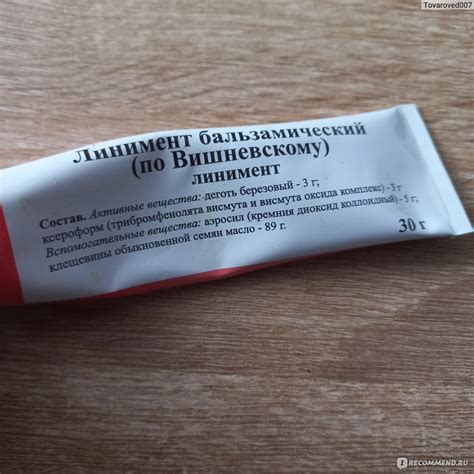 Tovaroved007
Линимент бальзамический
(по Вишневскому)
линимент
Состав. Активные вещества: деготь березовый - 3 г;
ксероформ (трибромфенолята висмута и висмута оксида комплекс) - 3 г
Вспомогательные вещества: аэросил (кремния диоксид коллоидный) - 5 г;
клещевины обыкновенной семян масло - 89 г.
30 г
IRECOMMEND.RU